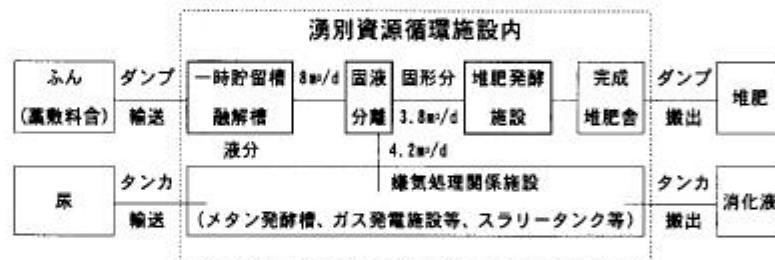 湧別資源循環施設内
ふん
(藁敷料含)
ダンプ
輸送
一時貯留槽
融解槽
8m³/d
固液
分離
固形分
3.8m³/d
堆肥発酵
施設
完成
堆肥舎
ダンプ
搬出
堆肥
液分
4.2m³/d
尿
タンカ
輸送
嫌気処理関係施設
(メタン発酵槽、ガス発電施設等、スラリータンク等)
タンカ
搬出
消化液